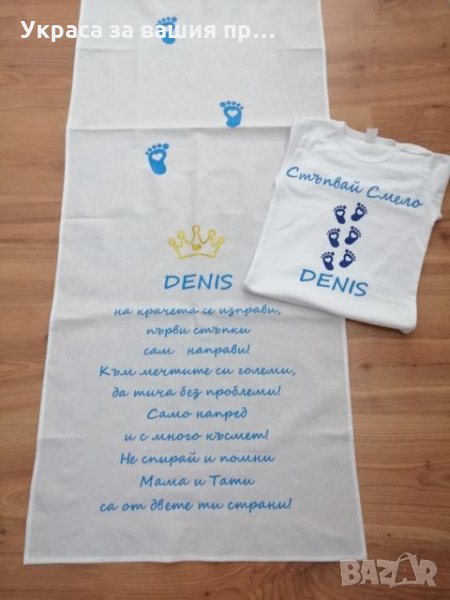 Украса за вашия пр...
DENIS
на крачета се изправи,
първи стъпки
сам направи!
Към мечтите си големи,
да тича без проблеми!
Само напред
и с много късмет!
Не спирай и помни
Мама и Тати
са от двете ти страни!
Стъпвай Смело
DENIS
BAZAR